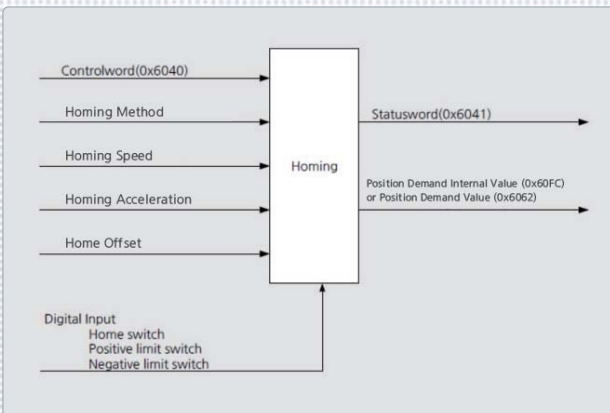 Controlword(0x6040)
Homing Method
Homing Speed
Homing Acceleration
Home Offset
Digital Input
Home switch
Positive limit switch
Negative limit switch
Homing
Statusword(0x6041)
Position Demand Internal Value (0x60FC)
or Position Demand Value (0x6062)